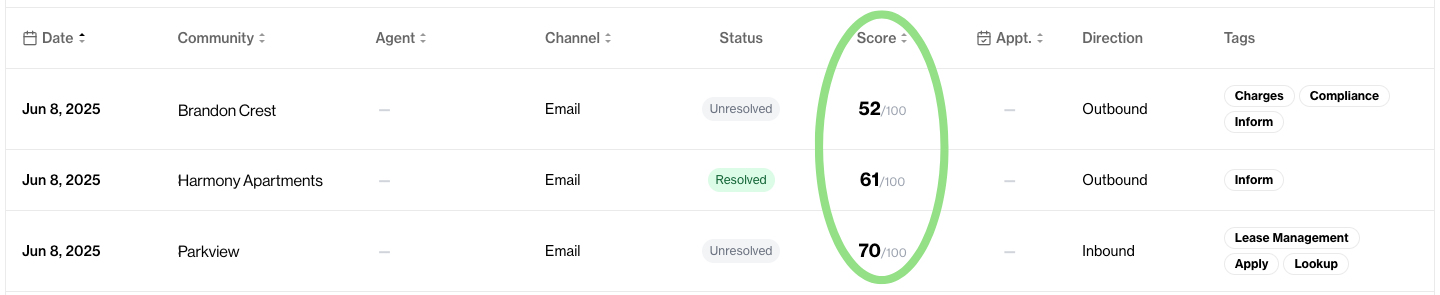 Date Community Agent Channel Status Score Appt. Direction Tags
Jun 8, 2025 Brandon Crest — Email Unresolved 52/100 — Outbound Charges Compliance
Inform
Jun 8, 2025 Harmony Apartments — Email Resolved 61/100 — Outbound Inform
Jun 8, 2025 Parkview — Email Unresolved 70/100 — Inbound Lease Management
Apply Lookup